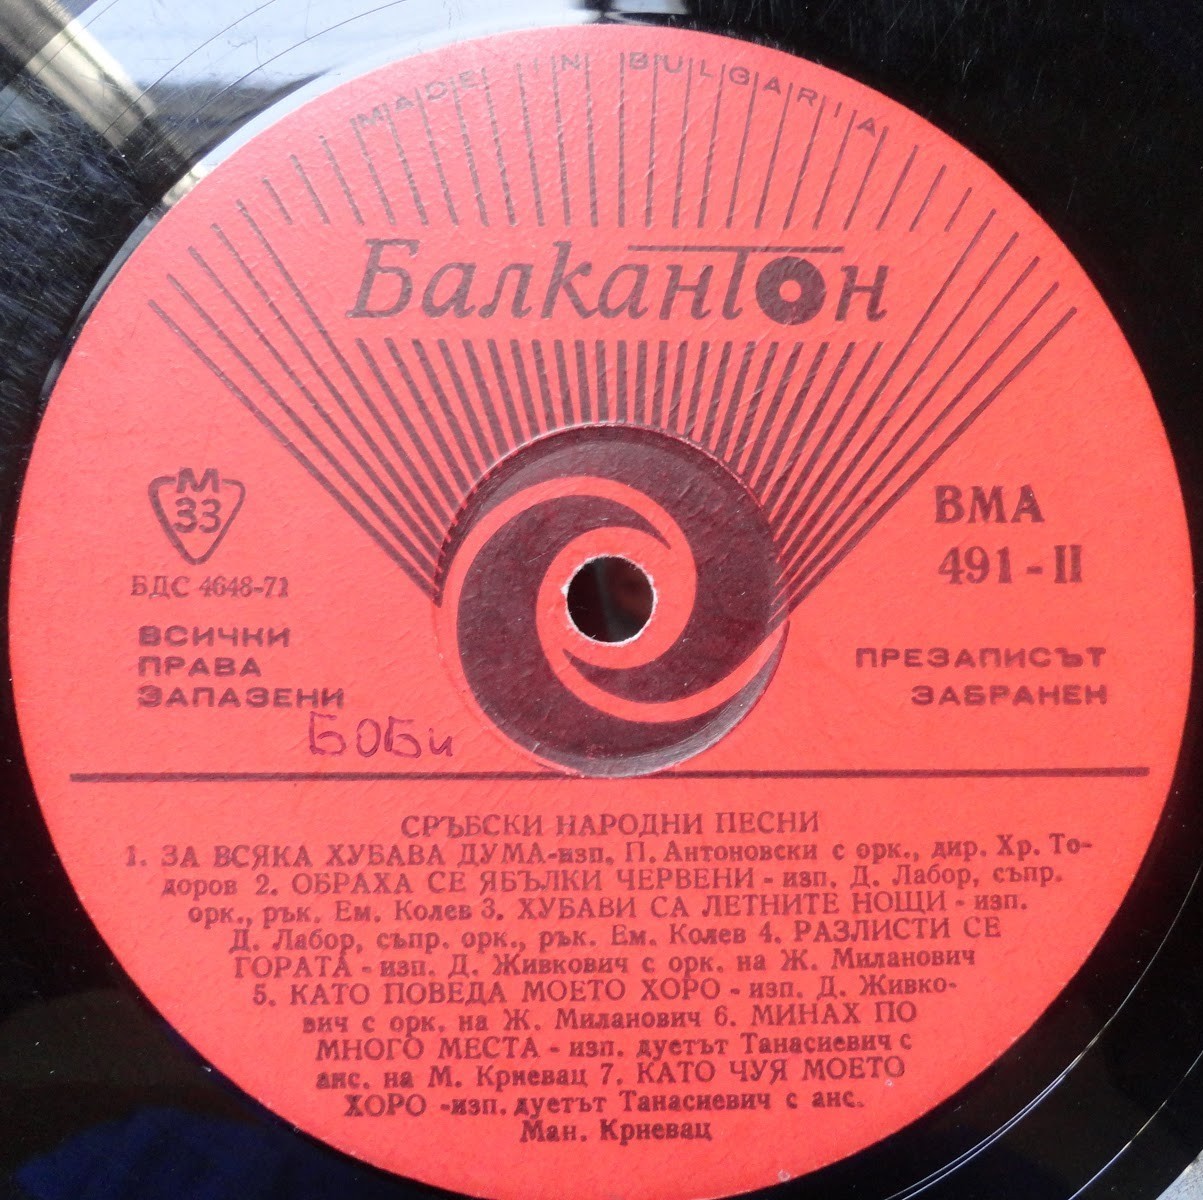 MADE IN BULGARIA
Балкантон
М
33
БДС 4648-71
ВСИЧКИ
ПРАВА
ЗАПАЗЕНИ
БОБи
ВМА
491-II
ПРЕЗАПИСЪТ
ЗАБРАНЕН
СРЪБСКИ НАРОДНИ ПЕСНИ
1. ЗА ВСЯКА ХУБАВА ДУМА-изп. П. Антоновски с орк., дир. Хр. То-
доров 2. ОБРАХА СЕ ЯБЪЛКИ ЧЕРВЕНИ - изп. Д. Лабор, съпр.
орк., рък. Ем. Колев 3. ХУБАВИ СА ЛЕТНИТЕ НОЩИ - изп.
Д. Лабор, съпр. орк., рък. Ем. Колев 4. РАЗЛИСТИ СЕ
ГОРАТА - изп. Д. Живкович с орк. на Ж. Миланович
5. КАТО ПОВЕДА МОЕТО ХОРО - изп. Д. Живко-
вич с орк. на Ж. Миланович 6. МИНАХ ПО
МНОГО МЕСТА - изп. дуетът Танасиевич с
анс. на М. Крневац 7. КАТО ЧУЯ МОЕТО
ХОРО -изп. дуетът Танасиевич с анс.
Ман. Крневац